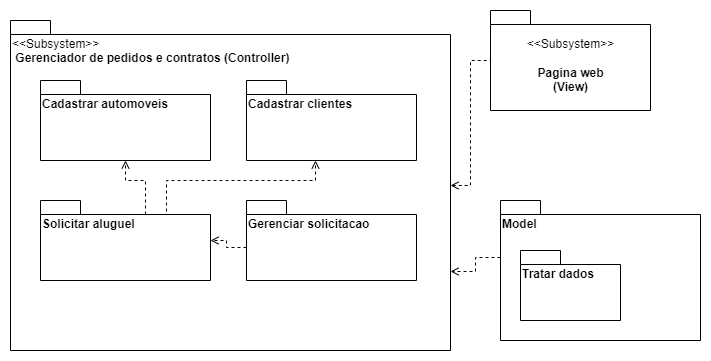 <<Subsystem>>
Gerenciador de pedidos e contratos (Controller)
Cadastrar automoveis
Cadastrar clientes
Solicitar aluguel
Gerenciar solicitacao
<<Subsystem>>
Pagina web
(View)
Model
Tratar dados